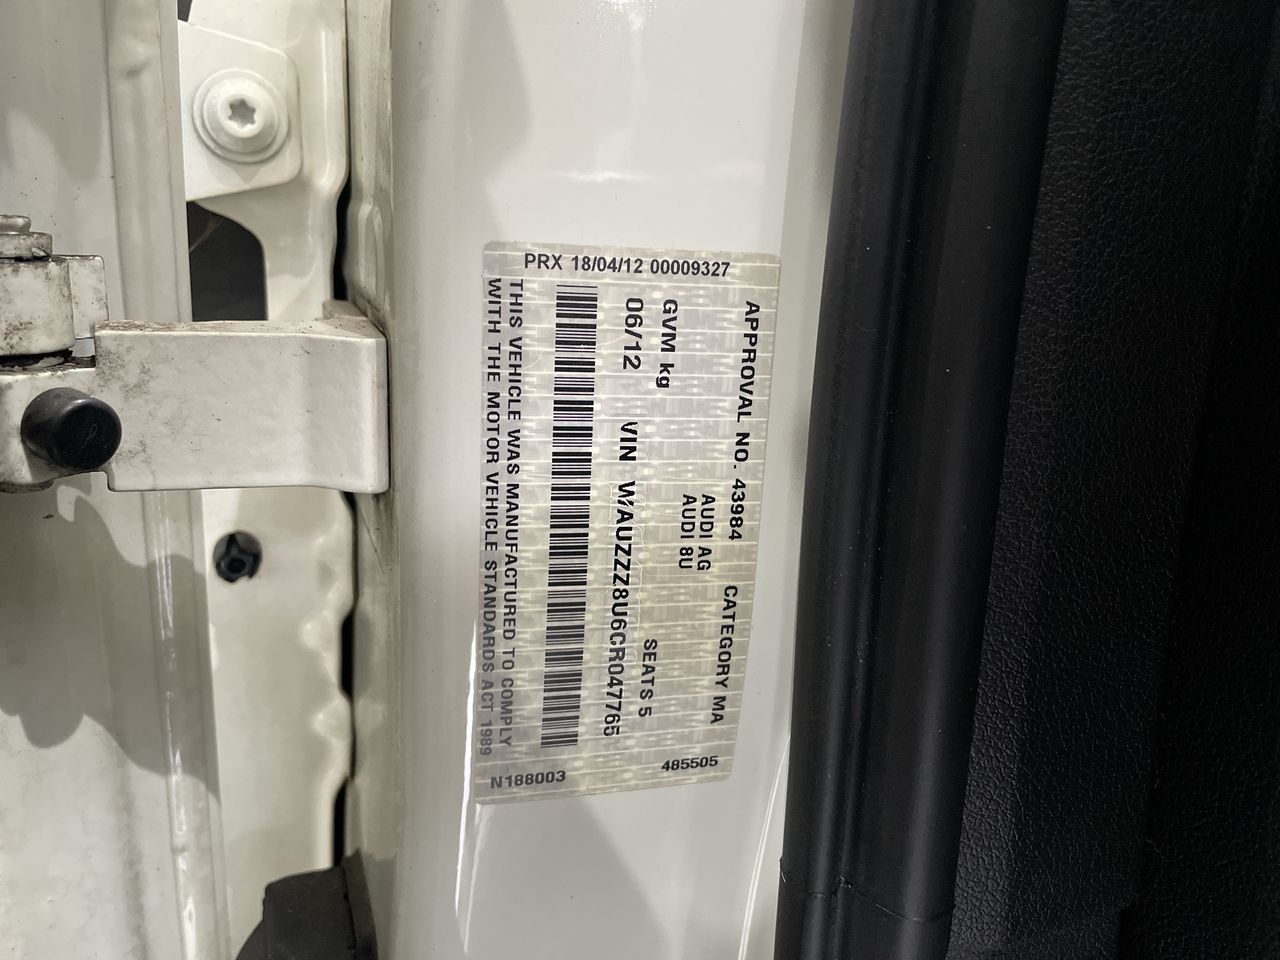 PRX 18/04/12 00009327
APPROVAL NO. 43984 CATEGORY MA
AUDI AG
AUDI 8U
GVM kg SEATS 5
06/12 VIN WAUZZZ8U6CR047765
THIS VEHICLE WAS MANUFACTURED TO COMPLY
WITH THE MOTOR VEHICLE STANDARDS ACT 1989
485505
N188003